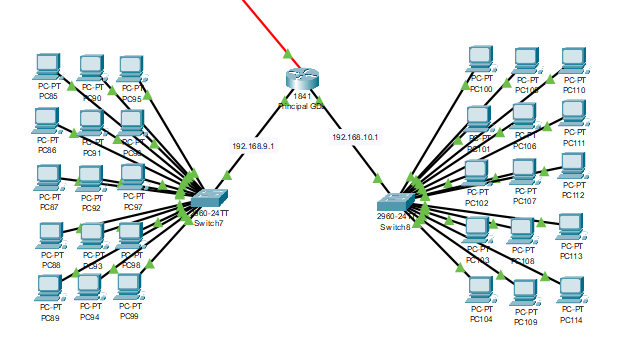 PC-PT
PC85
PC-PT
PC90
PC-PT
PC95
1841
Principal GDL
PC-PT
PC100
PC-PT
PC105
PC-PT
PC110
PC-PT
PC86
PC-PT
PC91
PC-PT
192.168.9.1
192.168.10.1
PC-PT
PC101
PC-PT
PC106
PC-PT
PC111
PC-PT
PC87
PC-PT
PC92
PC-PT
PC97
2960-24TT
Switch7
2960-24
Switch8
PC-PT
PC102
PC-PT
PC107
PC-PT
PC112
PC-PT
PC88
PC-PT
PC93
PC-PT
PC98
PC-PT
PC103
PC-PT
PC108
PC-PT
PC113
PC-PT
PC89
PC-PT
PC94
PC-PT
PC99
PC-PT
PC104
PC-PT
PC109
PC-PT
PC114